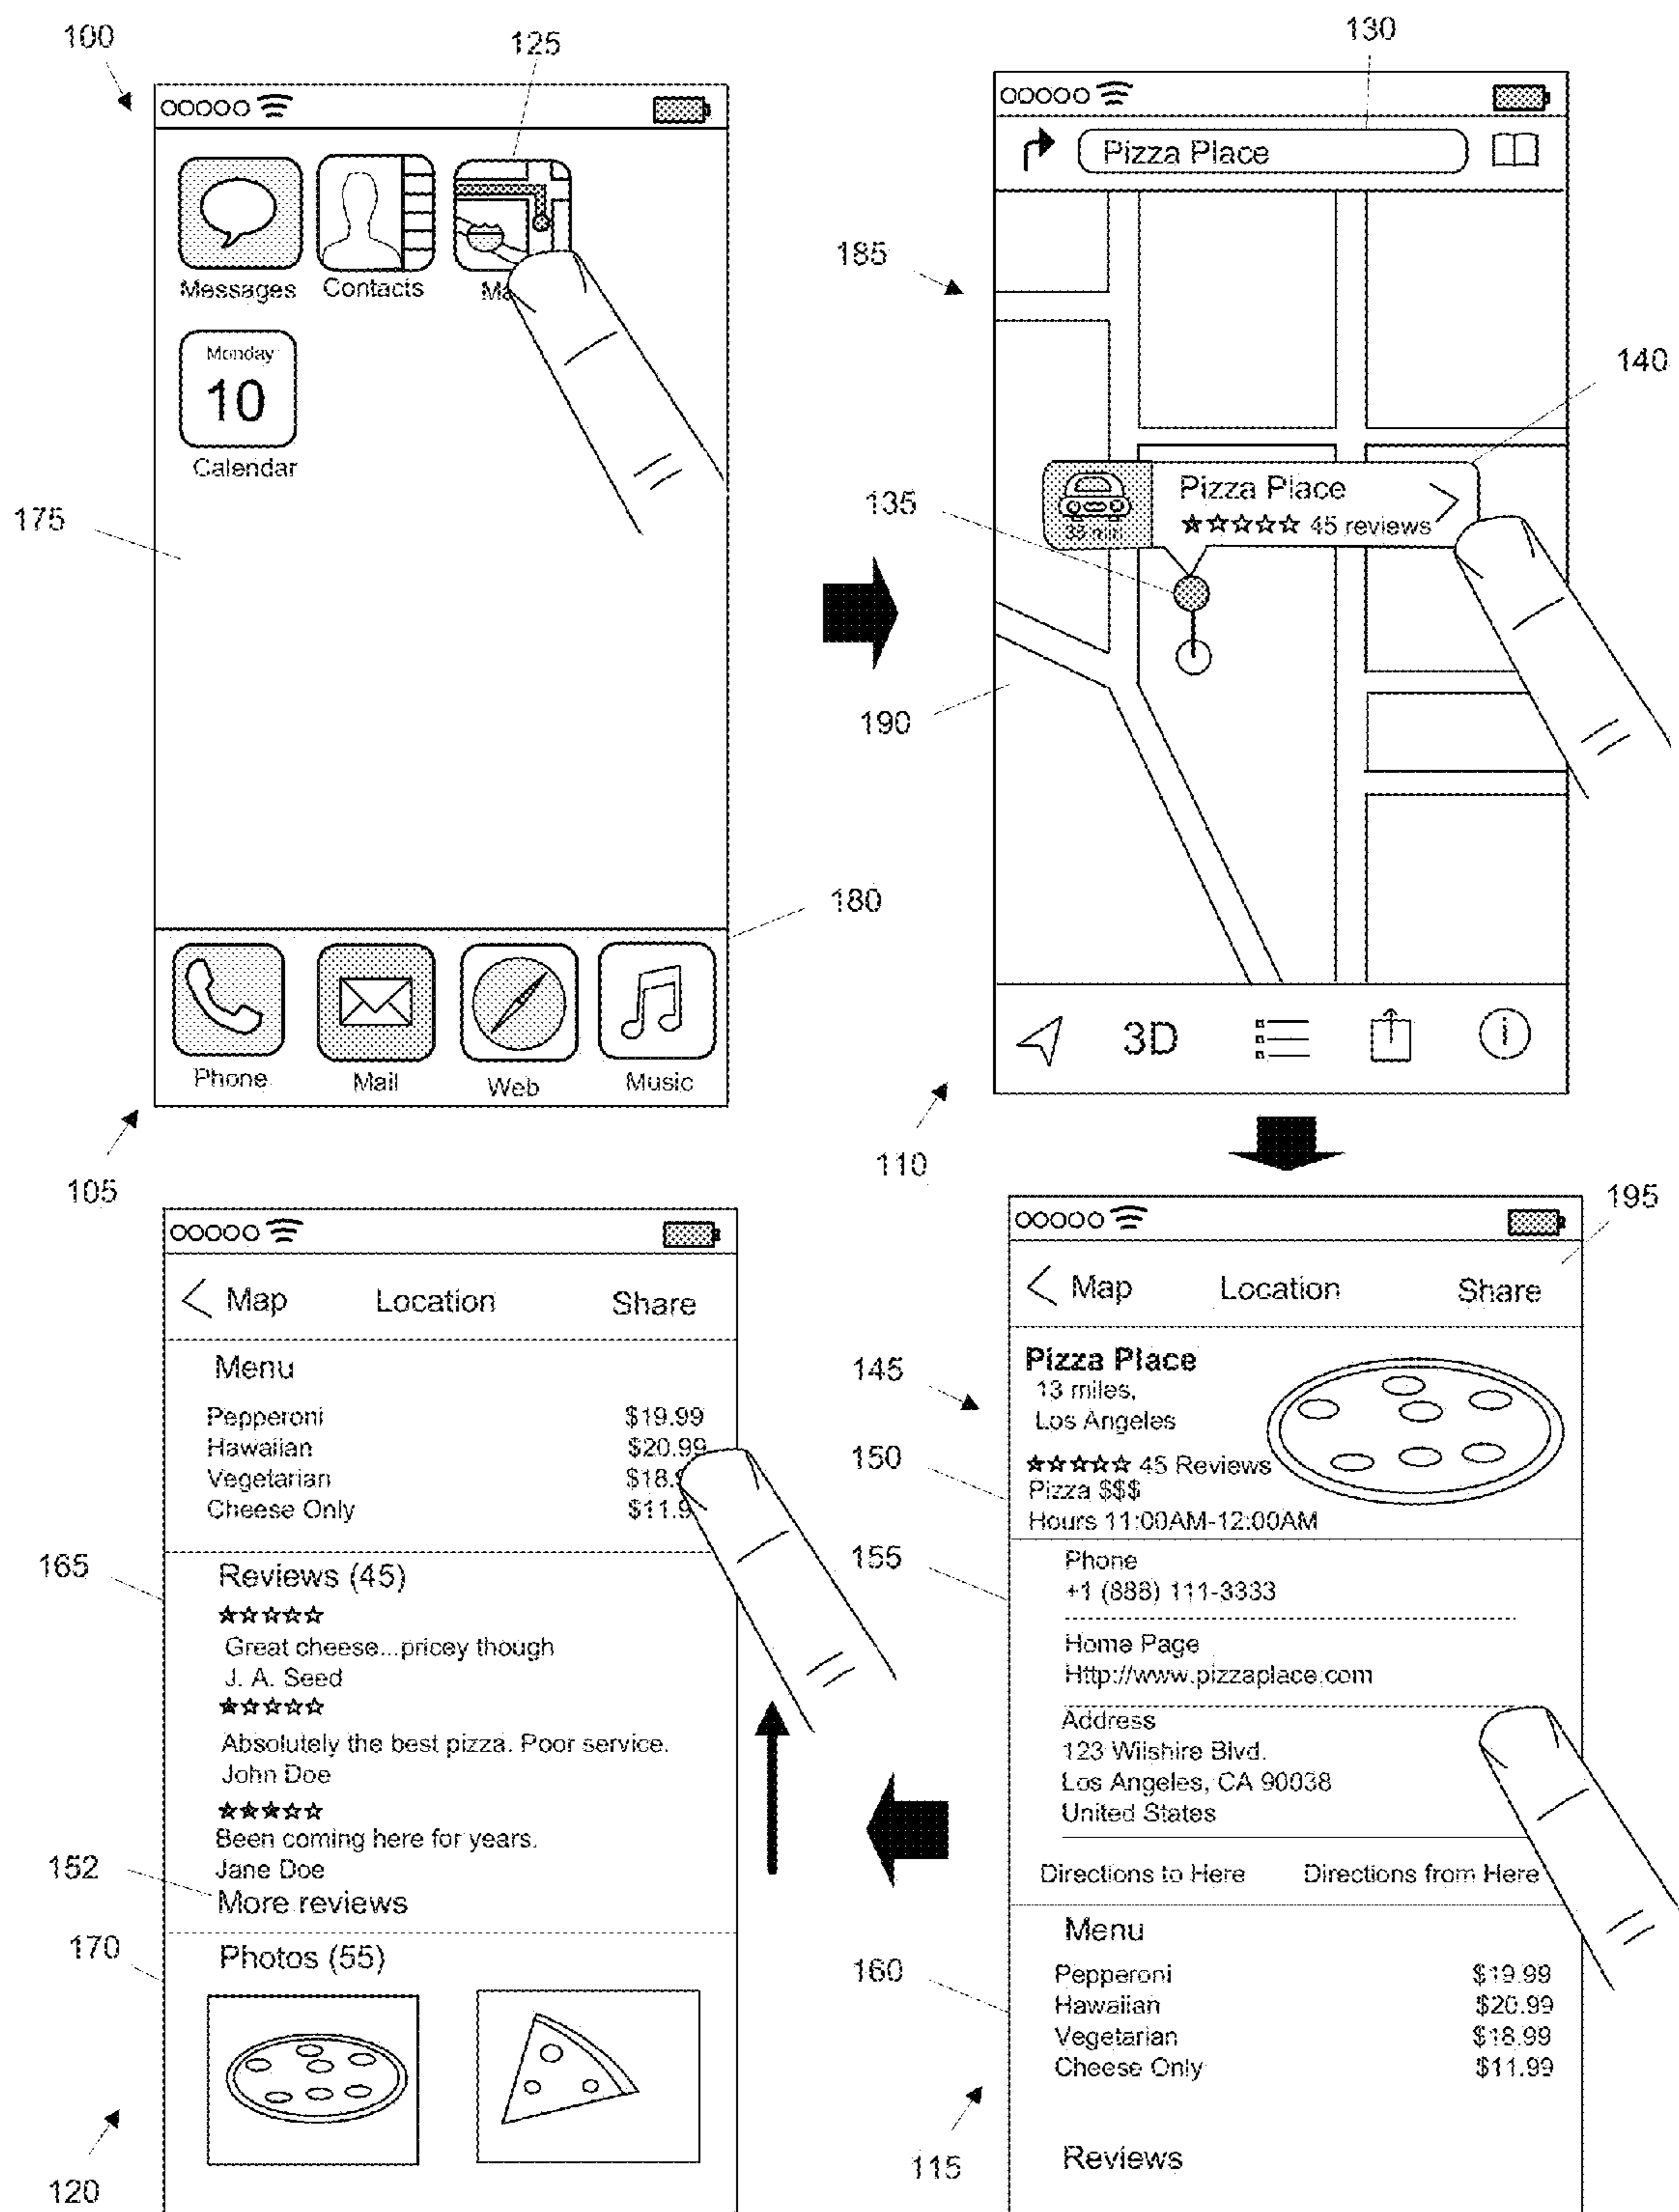 100
125
Messages
Contacts
Ma
Monday
10
Calendar
175
180
Phone
Mail
Web
Music
105
130
Pizza Place
185
140
Pizza Place
45 reviews
35 min
135
190
3D
i
110
195
Map Location Share
145
Pizza Place
13 miles,
Los Angeles
150
45 Reviews
Pizza $$$
Hours 11:00AM-12:00AM
155
Phone
+1 (888) 111-3333
Home Page
Http://www.pizzaplace.com
Address
123 Wilshire Blvd.
Los Angeles, CA 90038
United States
Directions to Here Directions from Here
160
Menu
Pepperoni $19.99
Hawaiian $20.99
Vegetarian $18.99
Cheese Only $11.99
115
Reviews
Map Location Share
Menu
Pepperoni $19.99
Hawaiian $20.99
Vegetarian $18.9
Cheese Only $11.9
165
Reviews (45)
Great cheese...pricey though
J. A. Seed
Absolutely the best pizza. Poor service.
John Doe
Been coming here for years.
152
Jane Doe
More reviews
170
Photos (55)
120